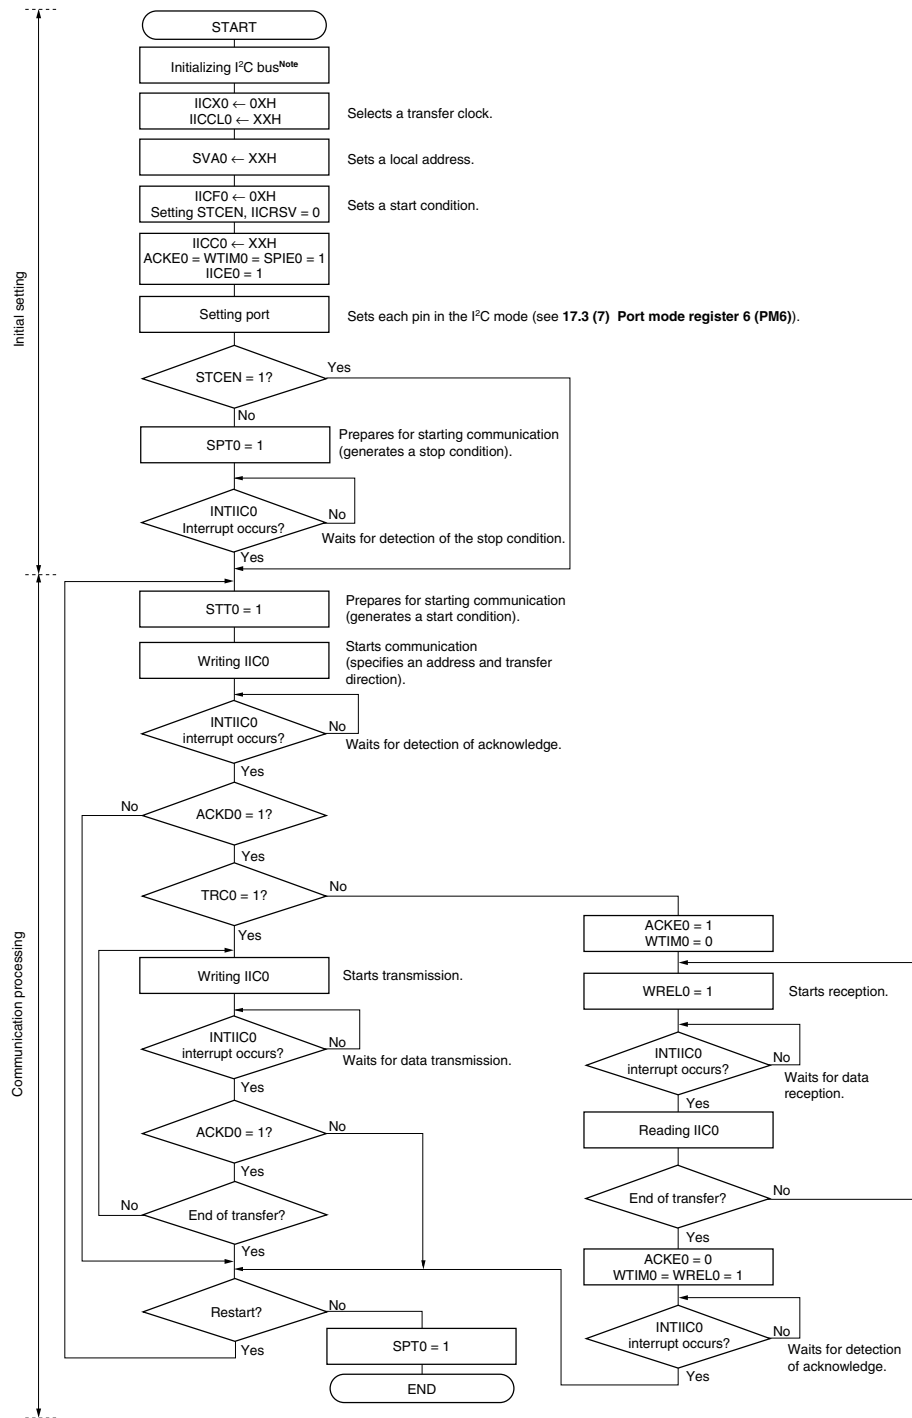 START
Initializing I²C busNote
IICX0 ← 0XH
IICCL0 ← XXH
Selects a transfer clock.
SVA0 ← XXH
Sets a local address.
IICF0 ← 0XH
Setting STCEN, IICRSV = 0
Sets a start condition.
IICC0 ← XXH
ACKE0 = WTIM0 = SPIE0 = 1
IICE0 = 1
Initial setting
Setting port
Sets each pin in the I²C mode (see 17.3 (7) Port mode register 6 (PM6)).
STCEN = 1?
Yes
No
SPT0 = 1
Prepares for starting communication
(generates a stop condition).
INTIIC0
Interrupt occurs?
No
Waits for detection of the stop condition.
Yes
STT0 = 1
Prepares for starting communication
(generates a start condition).
Writing IIC0
Starts communication
(specifies an address and transfer
direction).
INTIIC0
interrupt occurs?
No
Waits for detection of acknowledge.
Yes
ACKD0 = 1?
No
Yes
TRC0 = 1?
No
Yes
Communication processing
Writing IIC0
Starts transmission.
INTIIC0
interrupt occurs?
No
Waits for data transmission.
Yes
ACKD0 = 1?
No
Yes
End of transfer?
No
Yes
Restart?
No
Yes
SPT0 = 1
END
ACKE0 = 1
WTIM0 = 0
WREL0 = 1
Starts reception.
INTIIC0
interrupt occurs?
No
Waits for data
reception.
Yes
Reading IIC0
End of transfer?
No
Yes
ACKE0 = 0
WTIM0 = WREL0 = 1
INTIIC0
interrupt occurs?
No
Waits for detection
of acknowledge.
Yes